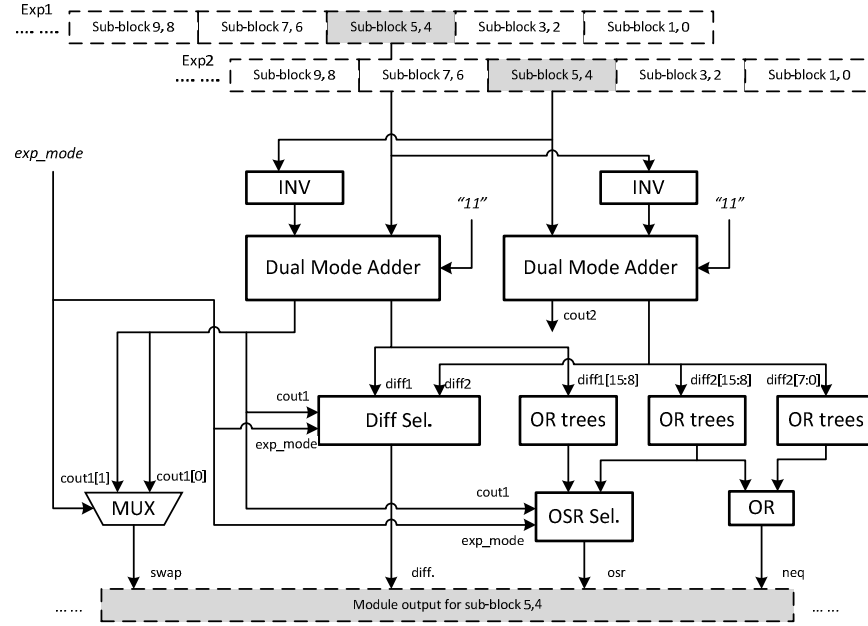 Exp1
Sub-block 9, 8 Sub-block 7, 6 Sub-block 5, 4 Sub-block 3, 2 Sub-block 1, 0
.... ....
Exp2
Sub-block 9, 8 Sub-block 7, 6 Sub-block 5, 4 Sub-block 3, 2 Sub-block 1, 0
.... ....
exp_mode
INV INV
“11” “11”
Dual Mode Adder Dual Mode Adder
cout2
diff1 diff2 diff1[15:8] diff2[15:8] diff2[7:0]
cout1
Diff Sel. OR trees OR trees OR trees
exp_mode
cout1[1] cout1[0]
cout1
MUX OSR Sel. OR
exp_mode
swap diff. osr neq
... ... Module output for sub-block 5,4 ... ...